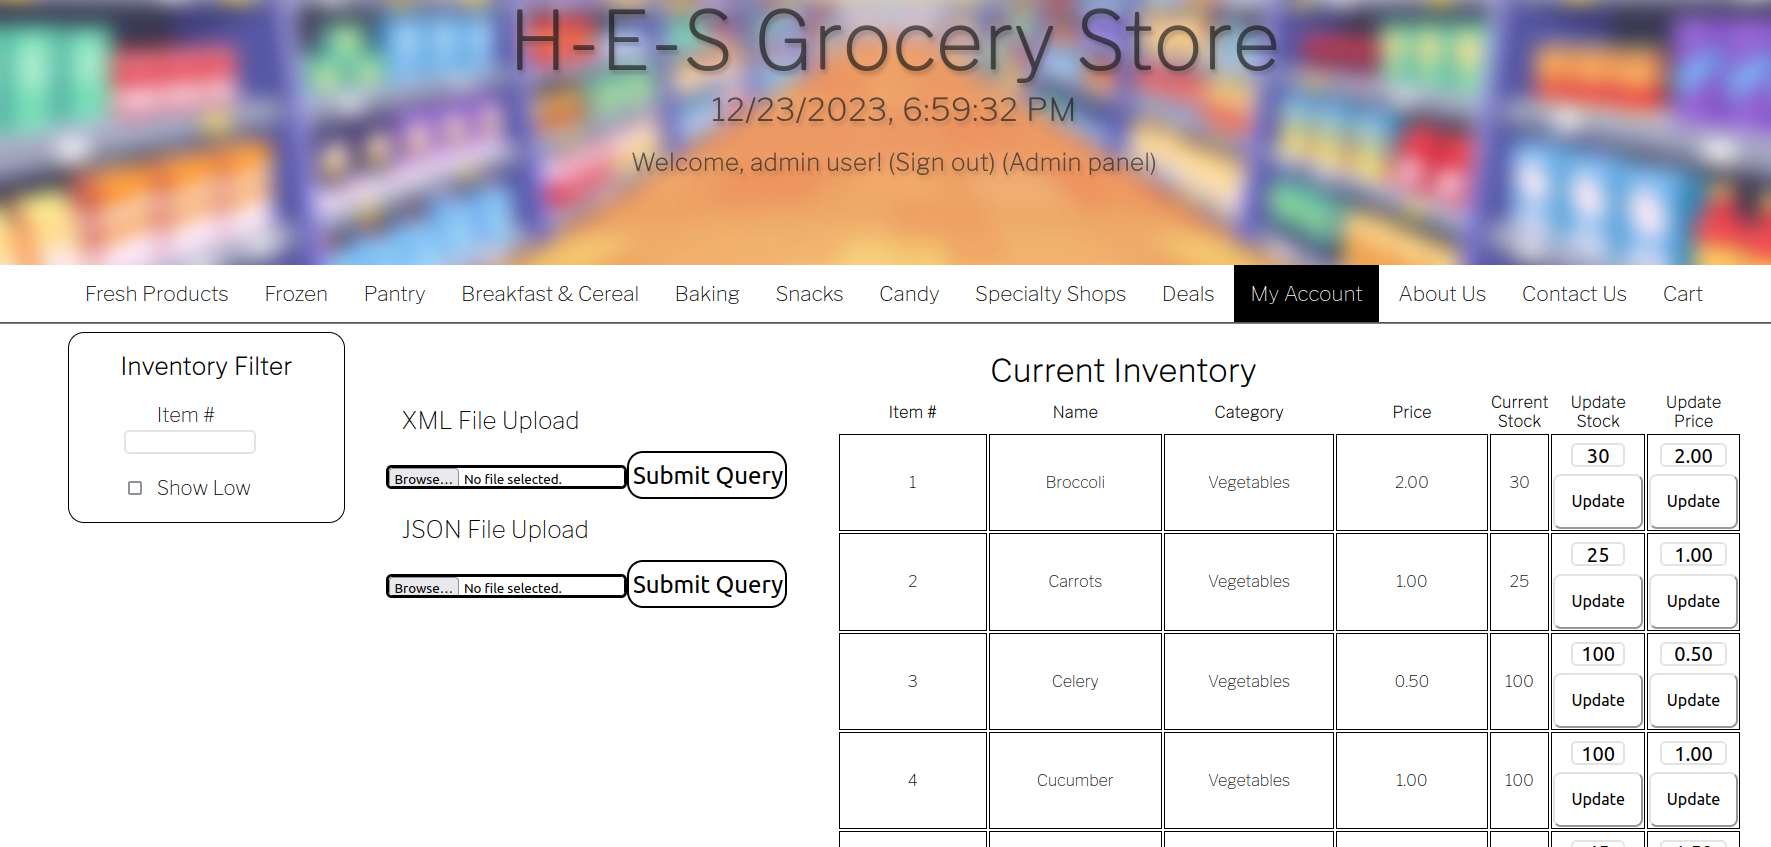 H-E-S Grocery Store
12/23/2023, 6:59:32 PM
Welcome, admin user! (Sign out) (Admin panel)
Fresh Products Frozen Pantry Breakfast & Cereal Baking Snacks Candy Specialty Shops Deals My Account About Us Contact Us Cart
Inventory Filter
Item #
Show Low
XML File Upload
Browse... No file selected. Submit Query
JSON File Upload
Browse... No file selected. Submit Query
Current Inventory
Item # Name Category Price Current Stock Update Stock Update Price
1 Broccoli Vegetables 2.00 30 30 Update 2.00 Update
2 Carrots Vegetables 1.00 25 25 Update 1.00 Update
3 Celery Vegetables 0.50 100 100 Update 0.50 Update
4 Cucumber Vegetables 1.00 100 100 Update 1.00 Update